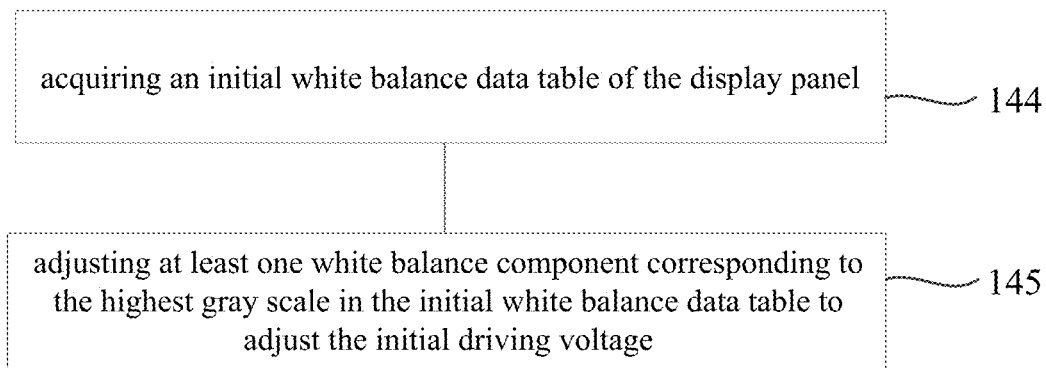 acquiring an initial white balance data table of the display panel
144
adjusting at least one white balance component corresponding to
the highest gray scale in the initial white balance data table to
adjust the initial driving voltage
145